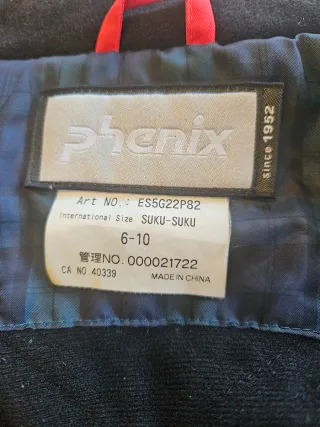 phenix
since 1952
Art NO.: ES5G22P82
International Size SUKU-SUKU
6-10
管理NO. 000021722
CA NO. 40339 MADE IN CHINA